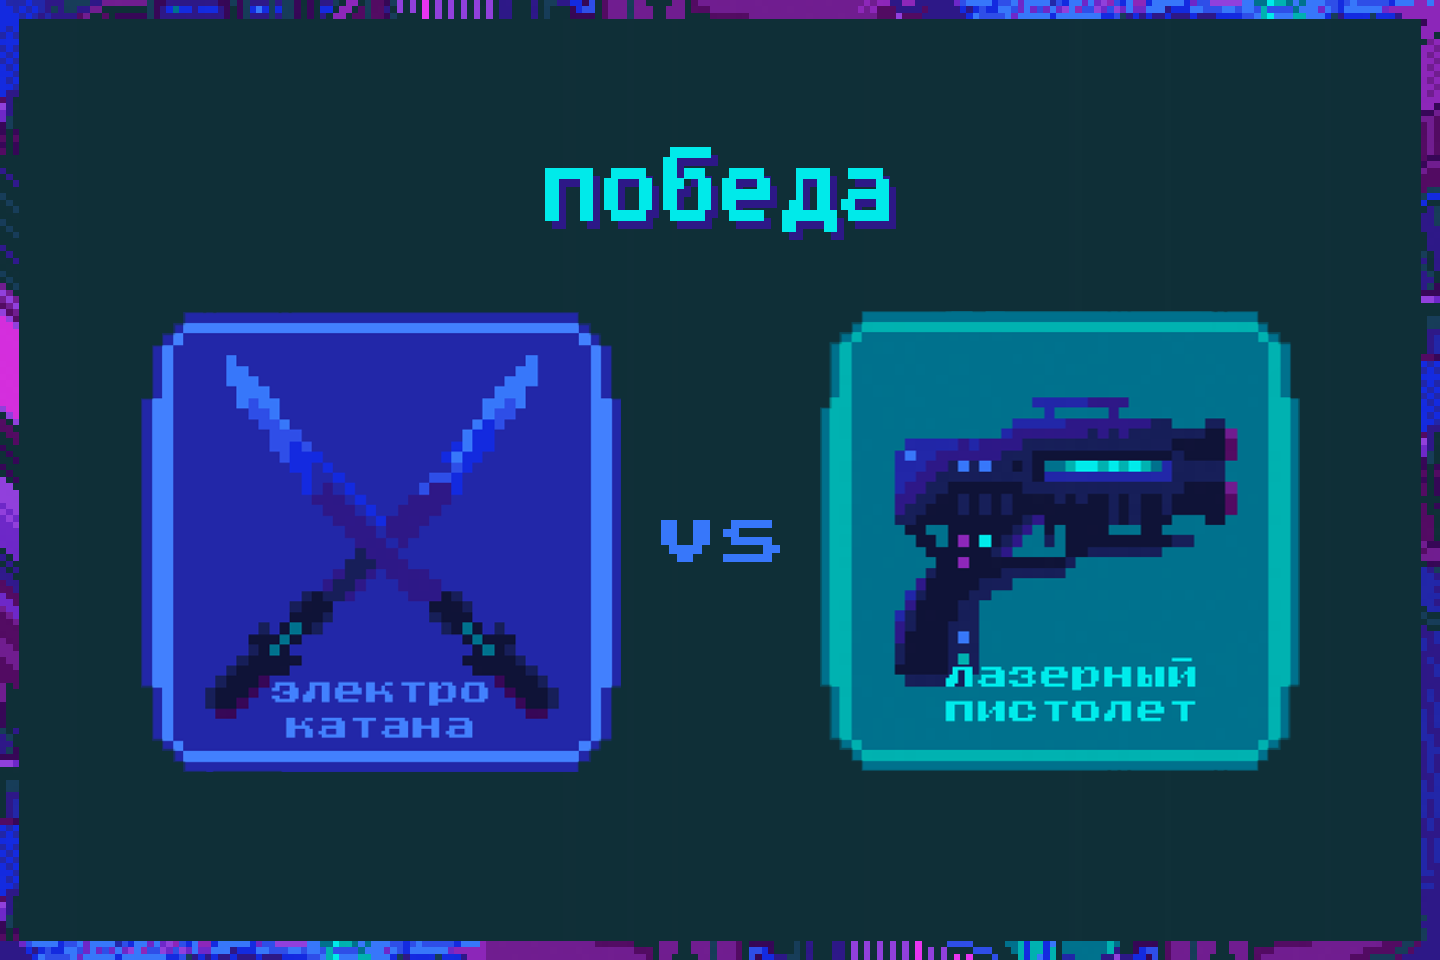 победа
электро
катана
vs
лазерный
пистолет